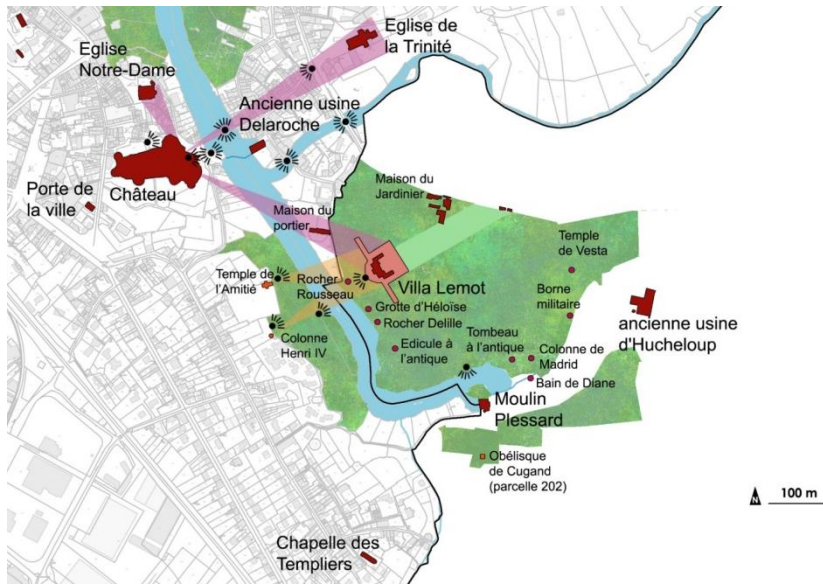 Eglise de
la Trinité
Eglise
Notre-Dame
Ancienne usine
Delaroche
Porte de
la ville
Château
Maison du
Jardinier
Maison du
portier
Temple de
l'Amitié
Rocher
Rousseau
Villa Lemot
Temple
de Vesta
Borne
militaire
Grotte d'Héloïse
Rocher Delille
Colonne
Henri IV
Edicule à
l'antique
Tombeau
à l'antique
Colonne de
Madrid
Bain de Diane
ancienne usine
d'Hucheloup
Moulin
Plessard
Obélisque
de Cugand
(parcelle 202)
Chapelle des
Templiers
N
100 m